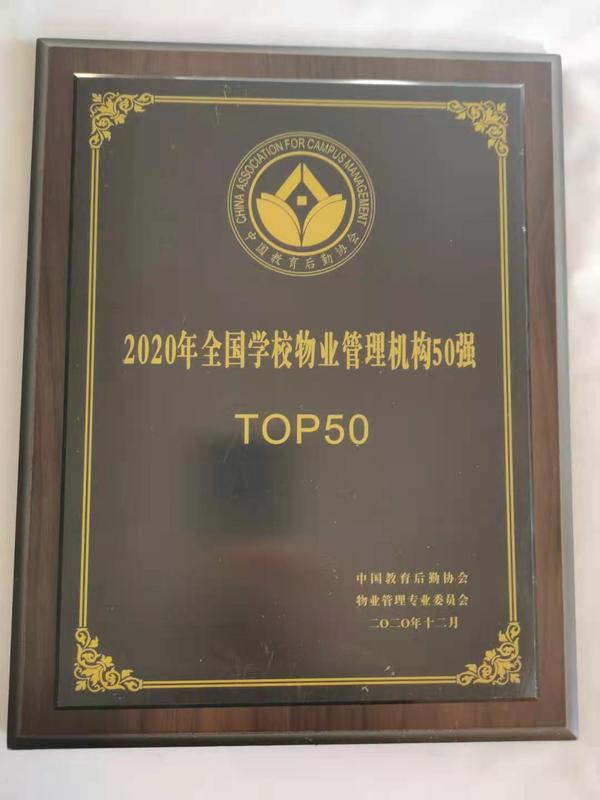 CHINA ASSOCIATION FOR CAMPUS MANAGEMENT
中国教育后勤协会
2020年全国学校物业管理机构50强
TOP50
中国教育后勤协会
物业管理专业委员会
二〇二〇年十二月